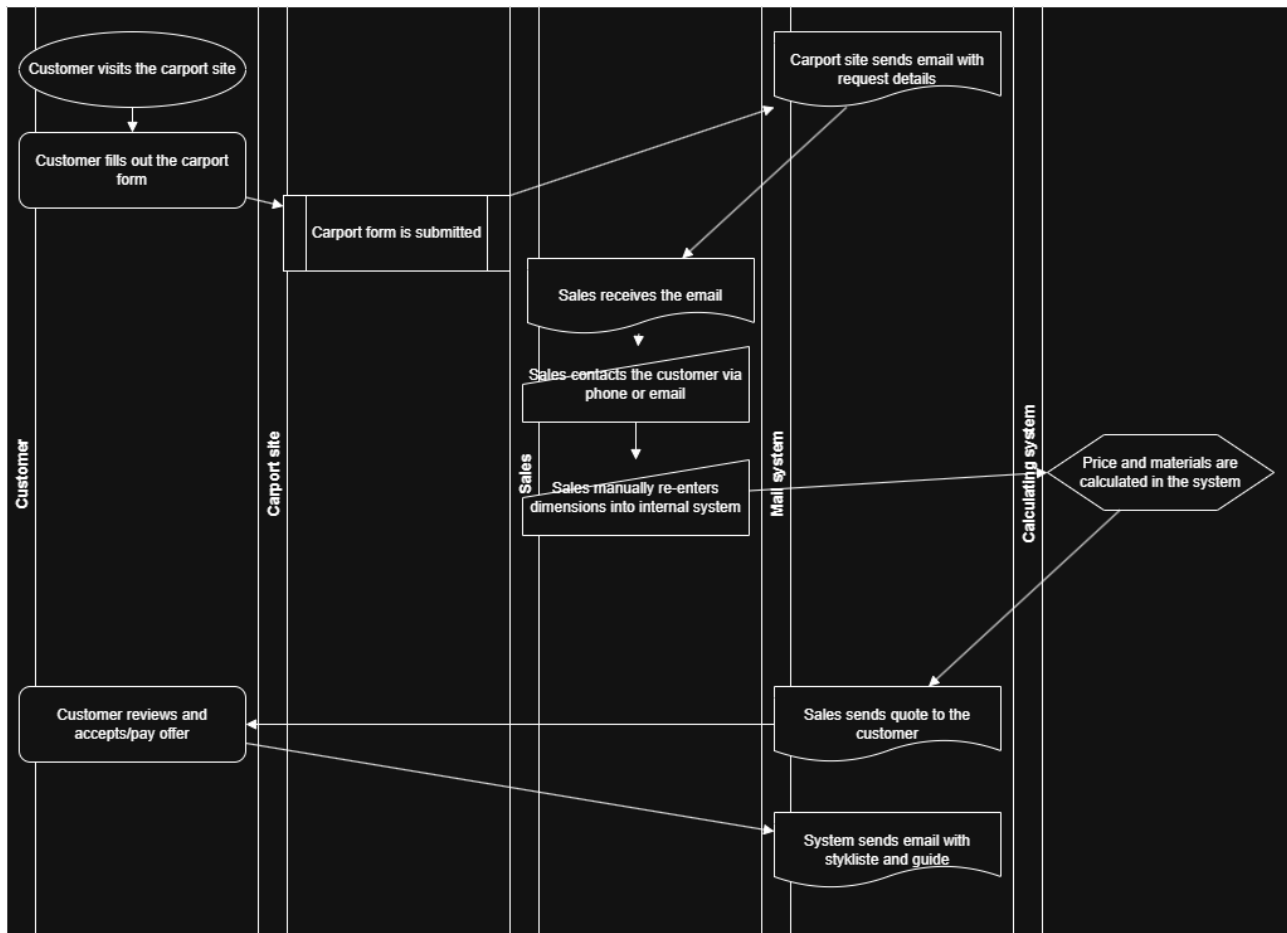 Customer visits the carport site
Customer fills out the carport
form
Carport form is submitted
Carport site sends email with
request details
Sales receives the email
Sales contacts the customer via
phone or email
Sales manually re-enters
dimensions into internal system
Price and materials are
calculated in the system
Sales sends quote to the
customer
Customer reviews and
accepts/pay offer
System sends email with
stykliste and guide
Customer
Carport site
Sales
Mail system
Calculating system